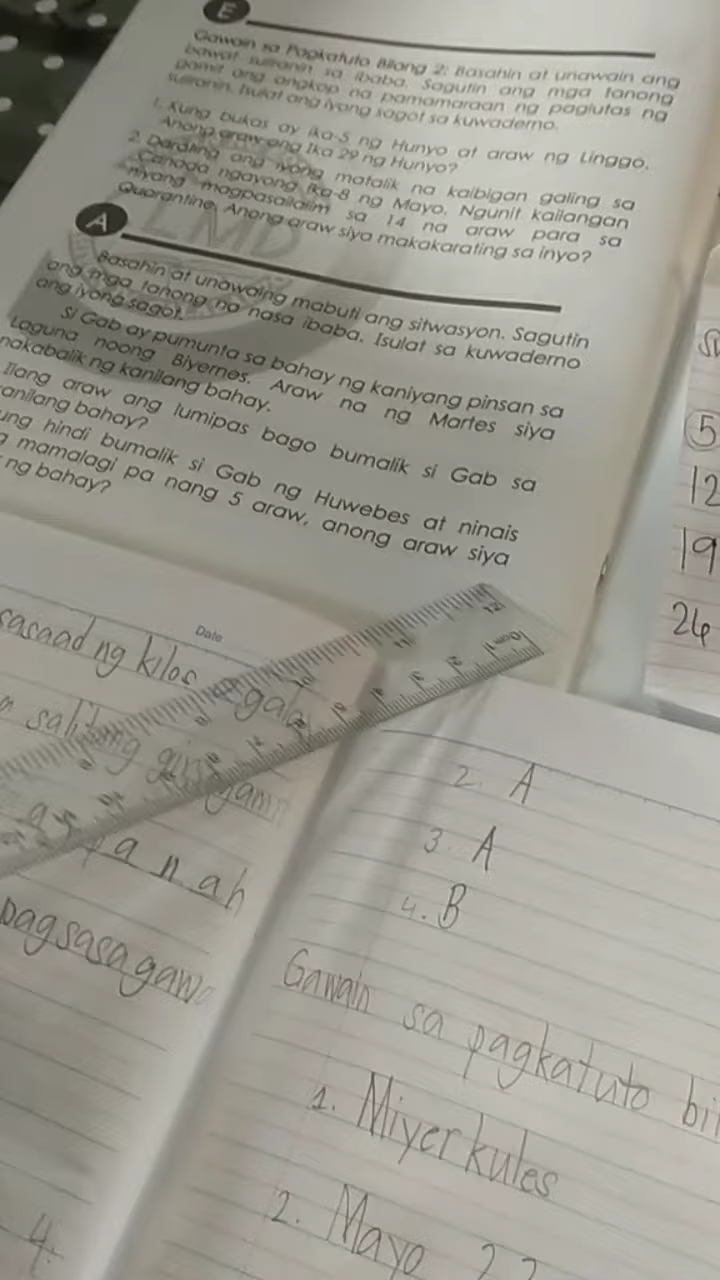 E
Gawain sa Pagkatuto Bilang 2: Basahin at unawain ang
bawat suliranin sa ibaba. Sagutin ang mga tanong
gamit ang angkop na pamamaraan ng paglutas ng
suliranin. Isulat ang iyong sagot sa kuwaderno.
1. Kung bukas ay ika-5 ng Hunyo at araw ng Linggo.
Anong araw ang Ika 29 ng Hunyo?
2. Darating ang iyong matalik na kaibigan galing sa
Canada ngayong ika-8 ng Mayo. Ngunit kailangan
niyang magpasailalim sa 14 na araw para sa
Quarantine. Anong araw siya makakarating sa inyo?
A
Basahin at unawaing mabuti ang sitwasyon. Sagutin
ang mga tanong na nasa ibaba. Isulat sa kuwaderno
ang iyong sagot.
Si Gab ay pumunta sa bahay ng kaniyang pinsan sa
Laguna noong Biyernes. Araw na ng Martes siya
nakabalik ng kanilang bahay.
Ilang araw ang lumipas bago bumalik si Gab sa
anilang bahay?
ung hindi bumalik si Gab ng Huwebes at ninais
g mamalagi pa nang 5 araw, anong araw siya
ng bahay?
5
12
19
26
Date
sasaad ng kilos
salitang
pagsasagawa
4.
2. A
3. A
4. B
Gawain sa pagkatuto bil
1. Miyerkules
2. Mayo 22